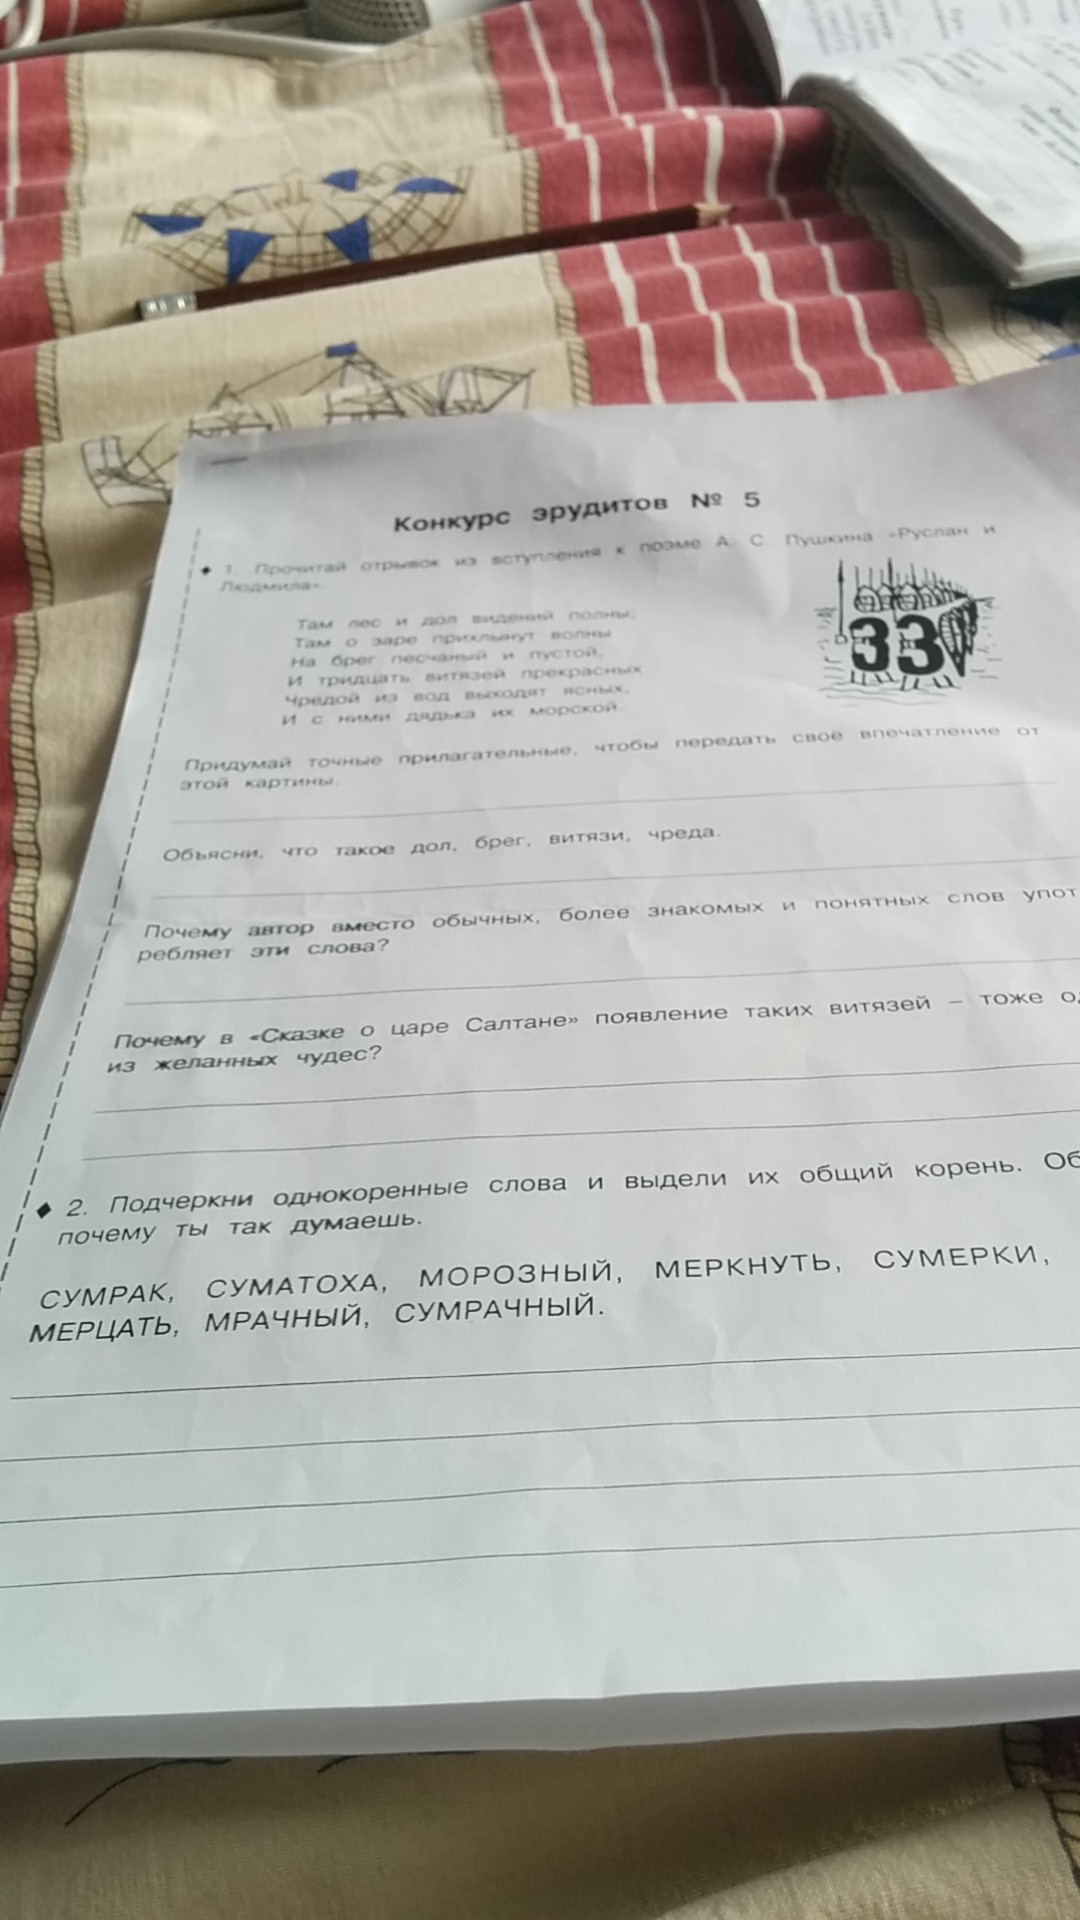 Конкурс эрудитов № 5
1. Прочитай отрывок из вступления к поэме А. С. Пушкина «Руслан и
Людмила».
Там лес и дол видений полны;
Там о заре прихлынут волны
На брег песчаный и пустой,
И тридцать витязей прекрасных
Чредой из вод выходят ясных,
И с ними дядька их морской.
33
Придумай точные прилагательные, чтобы передать своё впечатление от
этой картины.
Объясни, что такое дол, брег, витязи, чреда.
Почему автор вместо обычных, более знакомых и понятных слов упот
ребляет эти слова?
Почему в «Сказке о царе Салтане» появление таких витязей – тоже од
из желанных чудес?
2. Подчеркни однокоренные слова и выдели их общий корень. Об
почему ты так думаешь.
СУМРАК, СУМАТОХА, МОРОЗНЫЙ, МЕРКНУТЬ, СУМЕРКИ,
МЕРЦАТЬ, МРАЧНЫЙ, СУМРАЧНЫЙ.